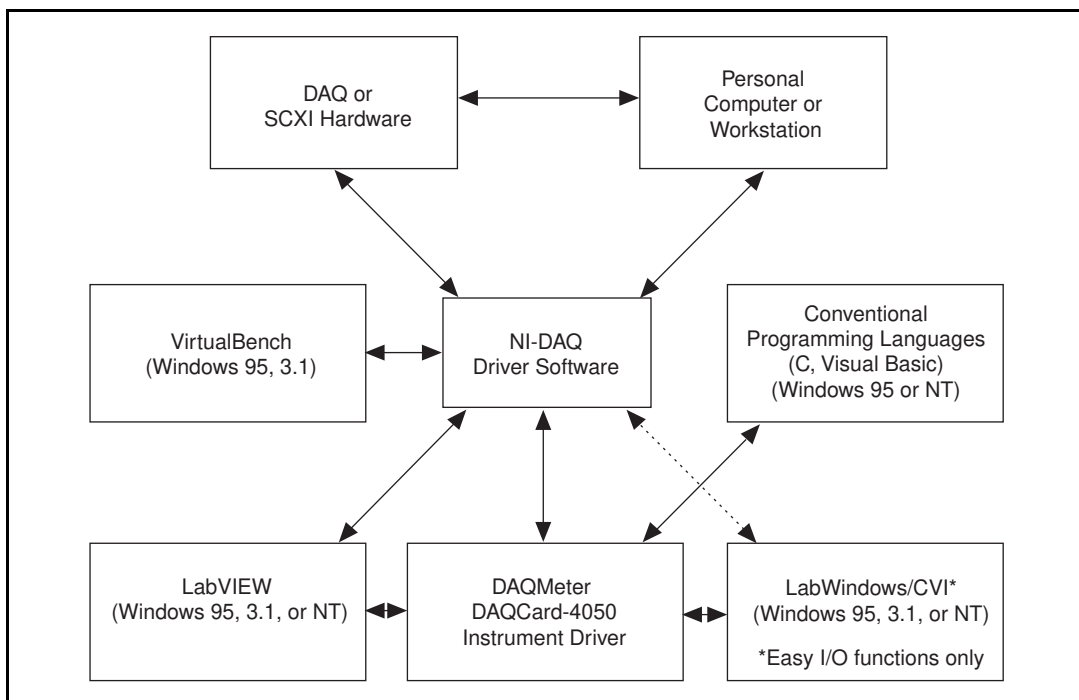 DAQ or
SCXI Hardware
Personal
Computer or
Workstation
VirtualBench
(Windows 95, 3.1)
NI-DAQ
Driver Software
Conventional
Programming Languages
(C, Visual Basic)
(Windows 95 or NT)
LabVIEW
(Windows 95, 3.1, or NT)
DAQMeter
DAQCard-4050
Instrument Driver
LabWindows/CVI*
(Windows 95, 3.1, or NT)
*Easy I/O functions only